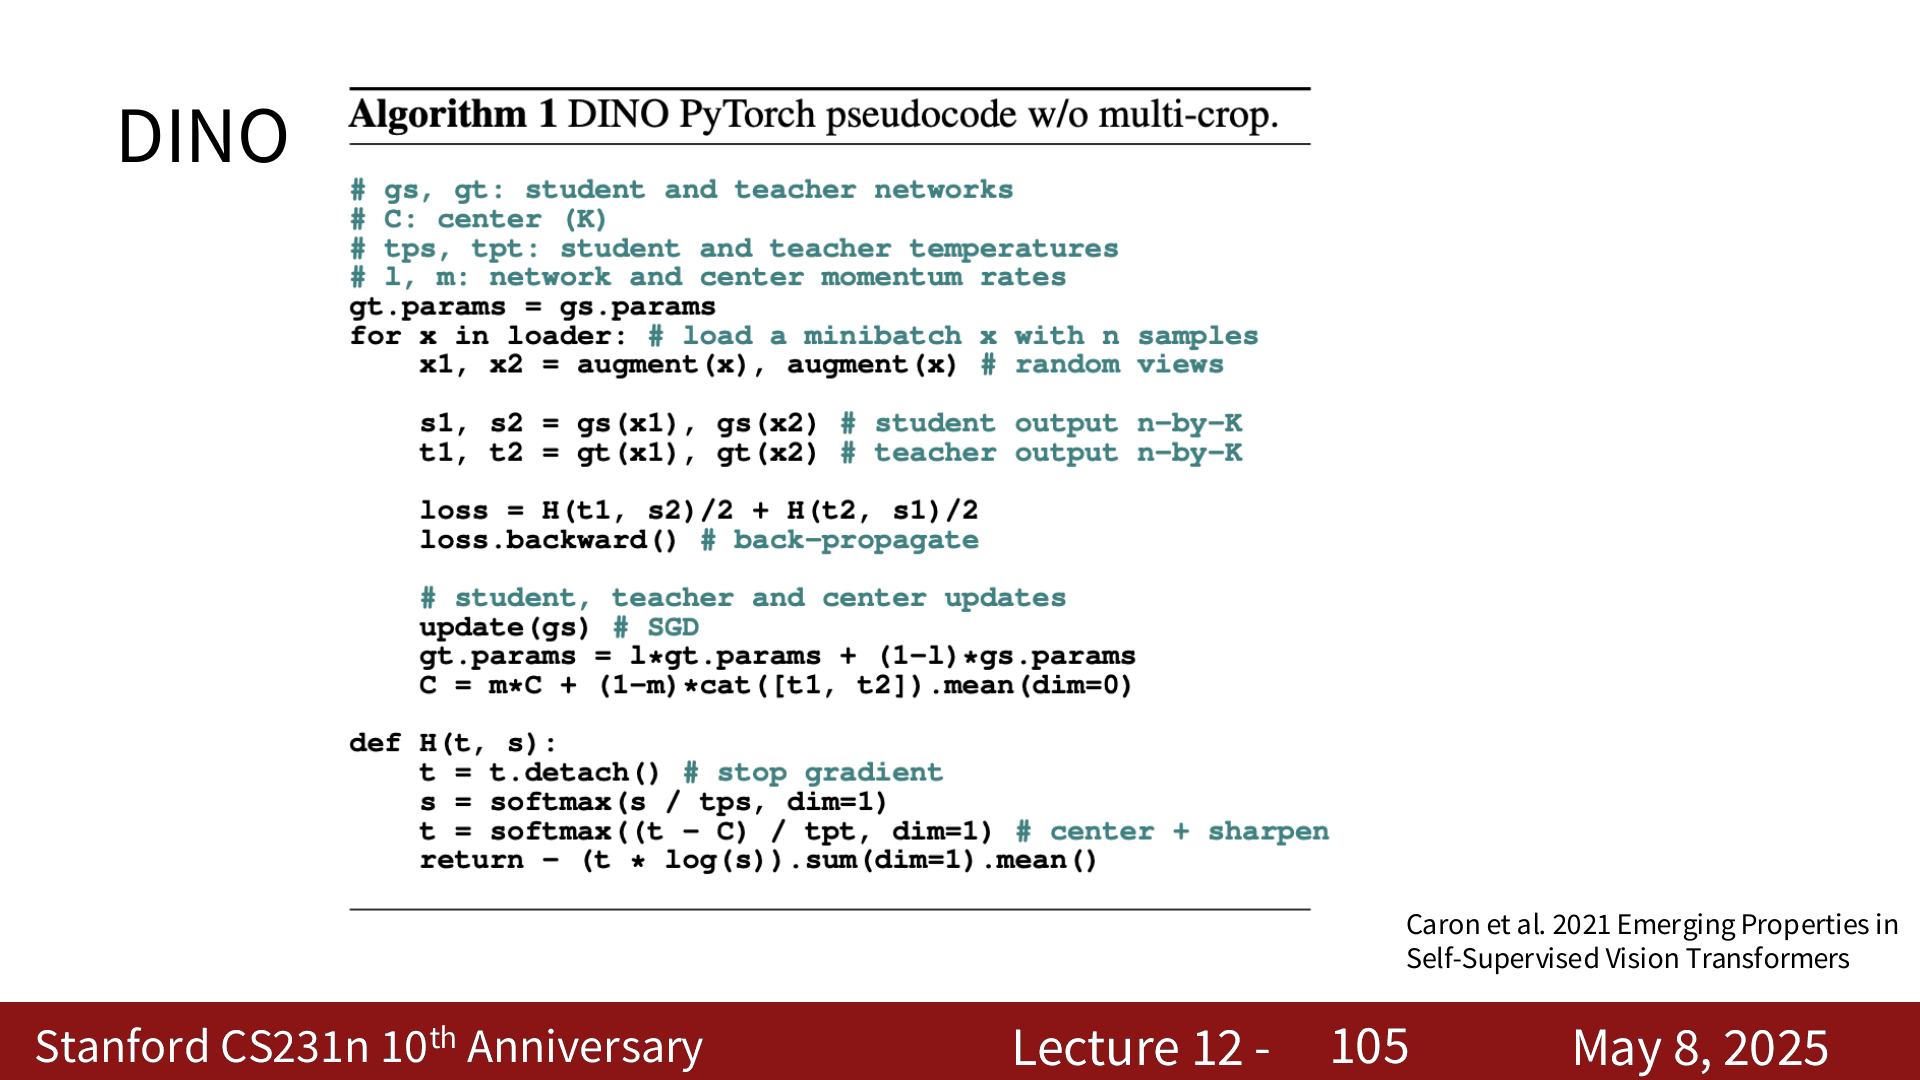 DINO
Algorithm 1 DINO PyTorch pseudocode w/o multi-crop.
# gs, gt: student and teacher networks
# C: center (K)
# tps, tpt: student and teacher temperatures
# l, m: network and center momentum rates
gt.params = gs.params
for x in loader: # load a minibatch x with n samples
    x1, x2 = augment(x), augment(x) # random views
    s1, s2 = gs(x1), gs(x2) # student output n-by-K
    t1, t2 = gt(x1), gt(x2) # teacher output n-by-K
    loss = H(t1, s2)/2 + H(t2, s1)/2
    loss.backward() # back-propagate
    # student, teacher and center updates
    update(gs) # SGD
    gt.params = l*gt.params + (1-l)*gs.params
    C = m*C + (1-m)*cat([t1, t2]).mean(dim=0)
def H(t, s):
    t = t.detach() # stop gradient
    s = softmax(s / tps, dim=1)
    t = softmax((t - C) / tpt, dim=1) # center + sharpen
    return - (t * log(s)).sum(dim=1).mean()
Caron et al. 2021 Emerging Properties in
Self-Supervised Vision Transformers
Stanford CS231n 10th Anniversary
Lecture 12 - 105
May 8, 2025